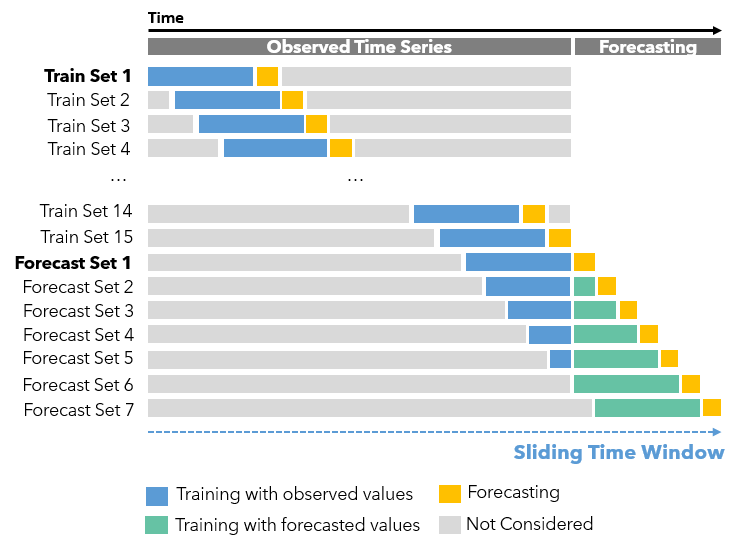 Time
Observed Time Series
Forecasting
Train Set 1
Train Set 2
Train Set 3
Train Set 4
... ...
Train Set 14
Train Set 15
Forecast Set 1
Forecast Set 2
Forecast Set 3
Forecast Set 4
Forecast Set 5
Forecast Set 6
Forecast Set 7
Sliding Time Window
Training with observed values
Forecasting
Training with forecasted values
Not Considered